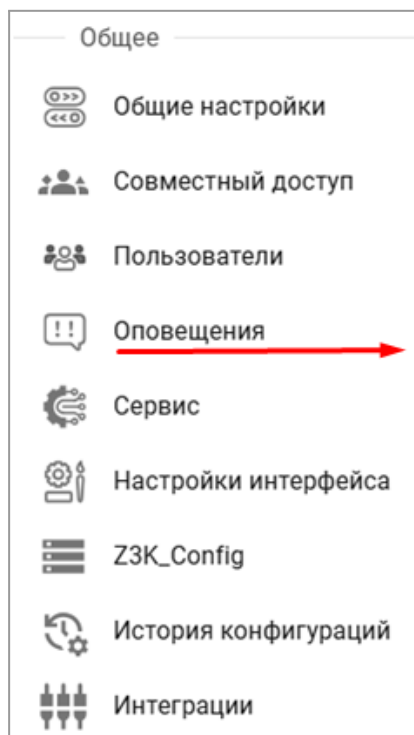 Общее
Общие настройки
Совместный доступ
Пользователи
Оповещения
Сервис
Настройки интерфейса
Z3K_Config
История конфигураций
Интеграции